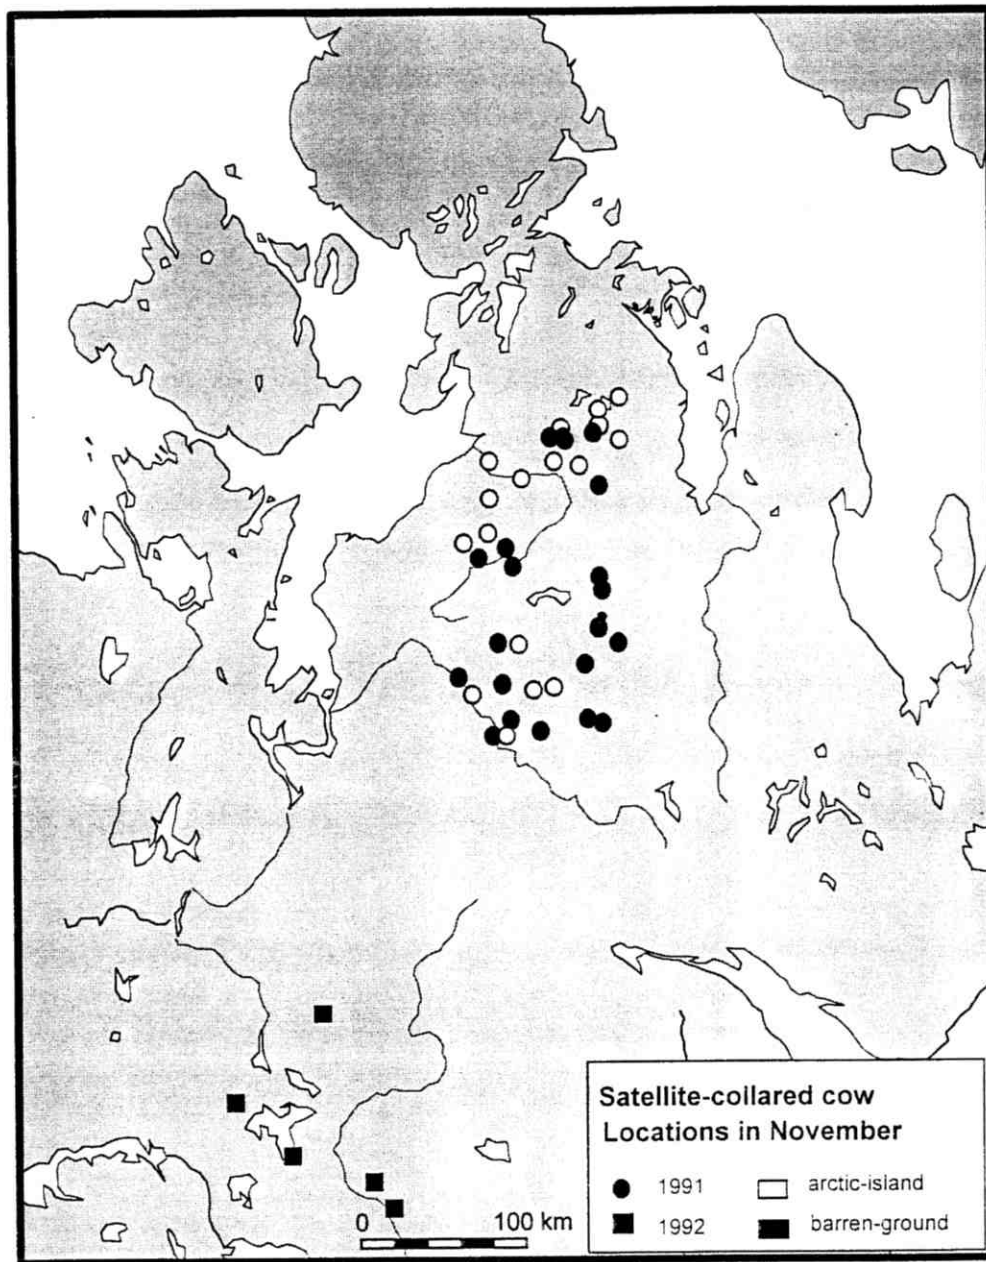 Satellite-collared cow
Locations in November
1991 arctic-island
1992 barren-ground
0 100 km